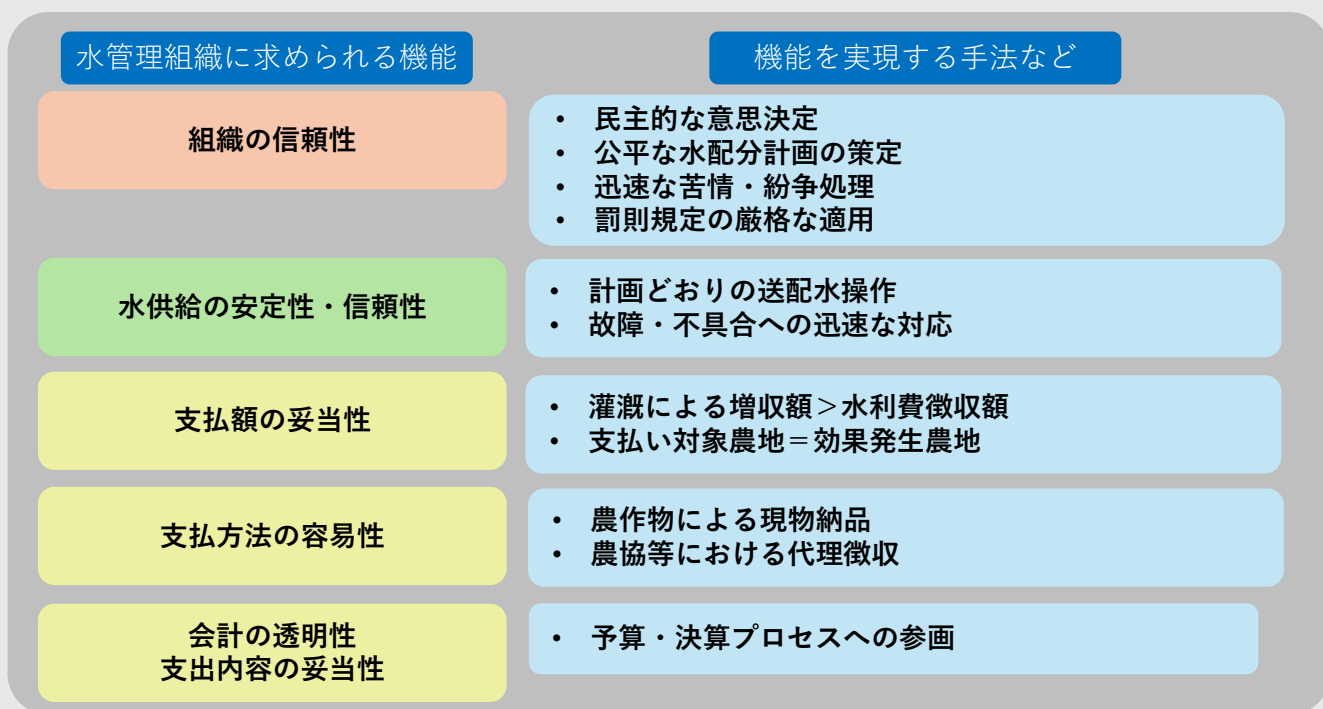 水管理組織に求められる機能
機能を実現する手法など
組織の信頼性
• 民主的な意思決定
• 公平な水配分計画の策定
• 迅速な苦情・紛争処理
• 罰則規定の厳格な適用
水供給の安定性・信頼性
• 計画どおりの送配水操作
• 故障・不具合への迅速な対応
支払額の妥当性
• 灌漑による増収額＞水利費徴収額
• 支払い対象農地＝効果発生農地
支払方法の容易性
• 農作物による現物納品
• 農協等における代理徴収
会計の透明性
支出内容の妥当性
• 予算・決算プロセスへの参画